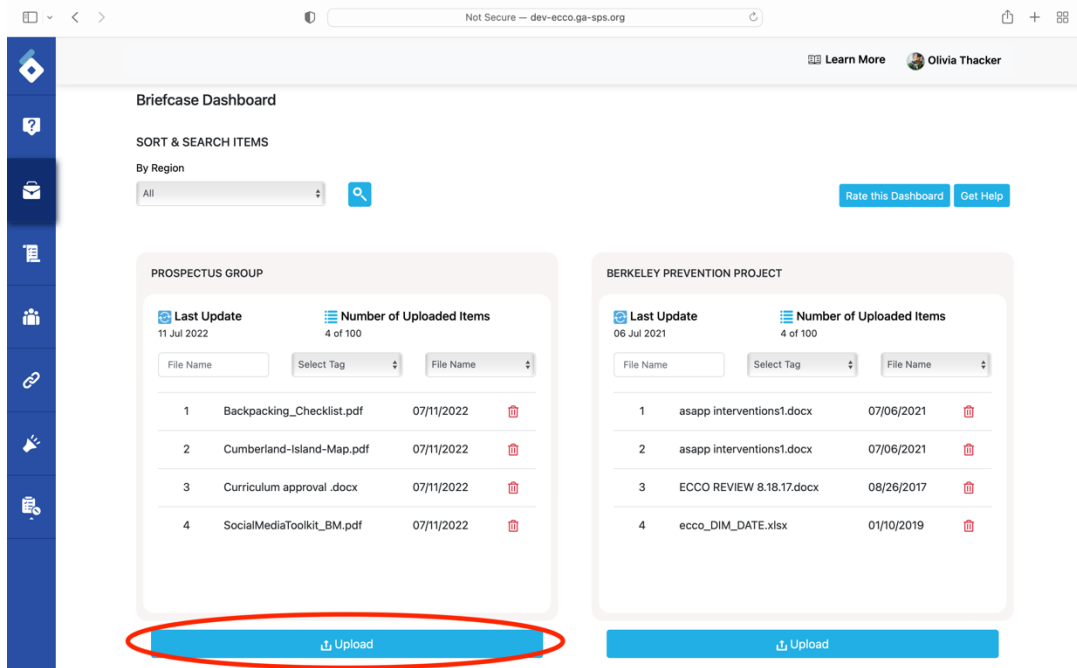 Not Secure — dev-ecco.ga-sps.org
Learn More Olivia Thacker
Briefcase Dashboard
SORT & SEARCH ITEMS
By Region
All
Rate this Dashboard Get Help
PROSPECTUS GROUP
Last Update Number of Uploaded Items
11 Jul 2022 4 of 100
File Name Select Tag File Name
1 Backpacking_Checklist.pdf 07/11/2022
2 Cumberland-Island-Map.pdf 07/11/2022
3 Curriculum approval .docx 07/11/2022
4 SocialMediaToolkit_BM.pdf 07/11/2022
Upload
BERKELEY PREVENTION PROJECT
Last Update Number of Uploaded Items
06 Jul 2021 4 of 100
File Name Select Tag File Name
1 asapp interventions1.docx 07/06/2021
2 asapp interventions1.docx 07/06/2021
3 ECCO REVIEW 8.18.17.docx 08/26/2017
4 ecco_DIM_DATE.xlsx 01/10/2019
Upload